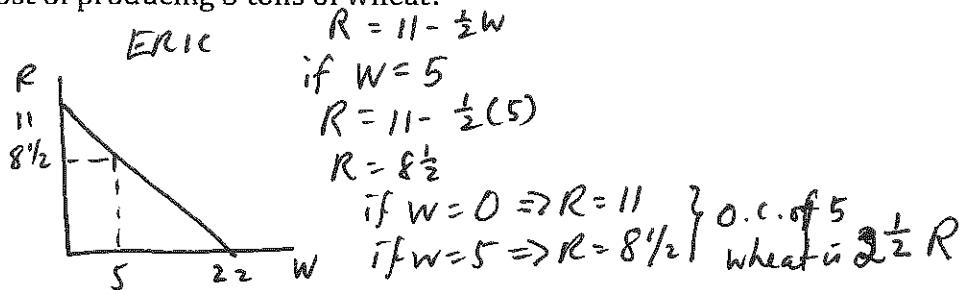 ost of producing 5 tons of wheat.
ERIC
R = 11 - ½W
if W = 5
R = 11 - ½(5)
R = 8½
if W = 0 => R = 11
if W = 5 => R = 8½
} O.C. of 5
wheat is 2½ R
R
11
8½
5
22
W